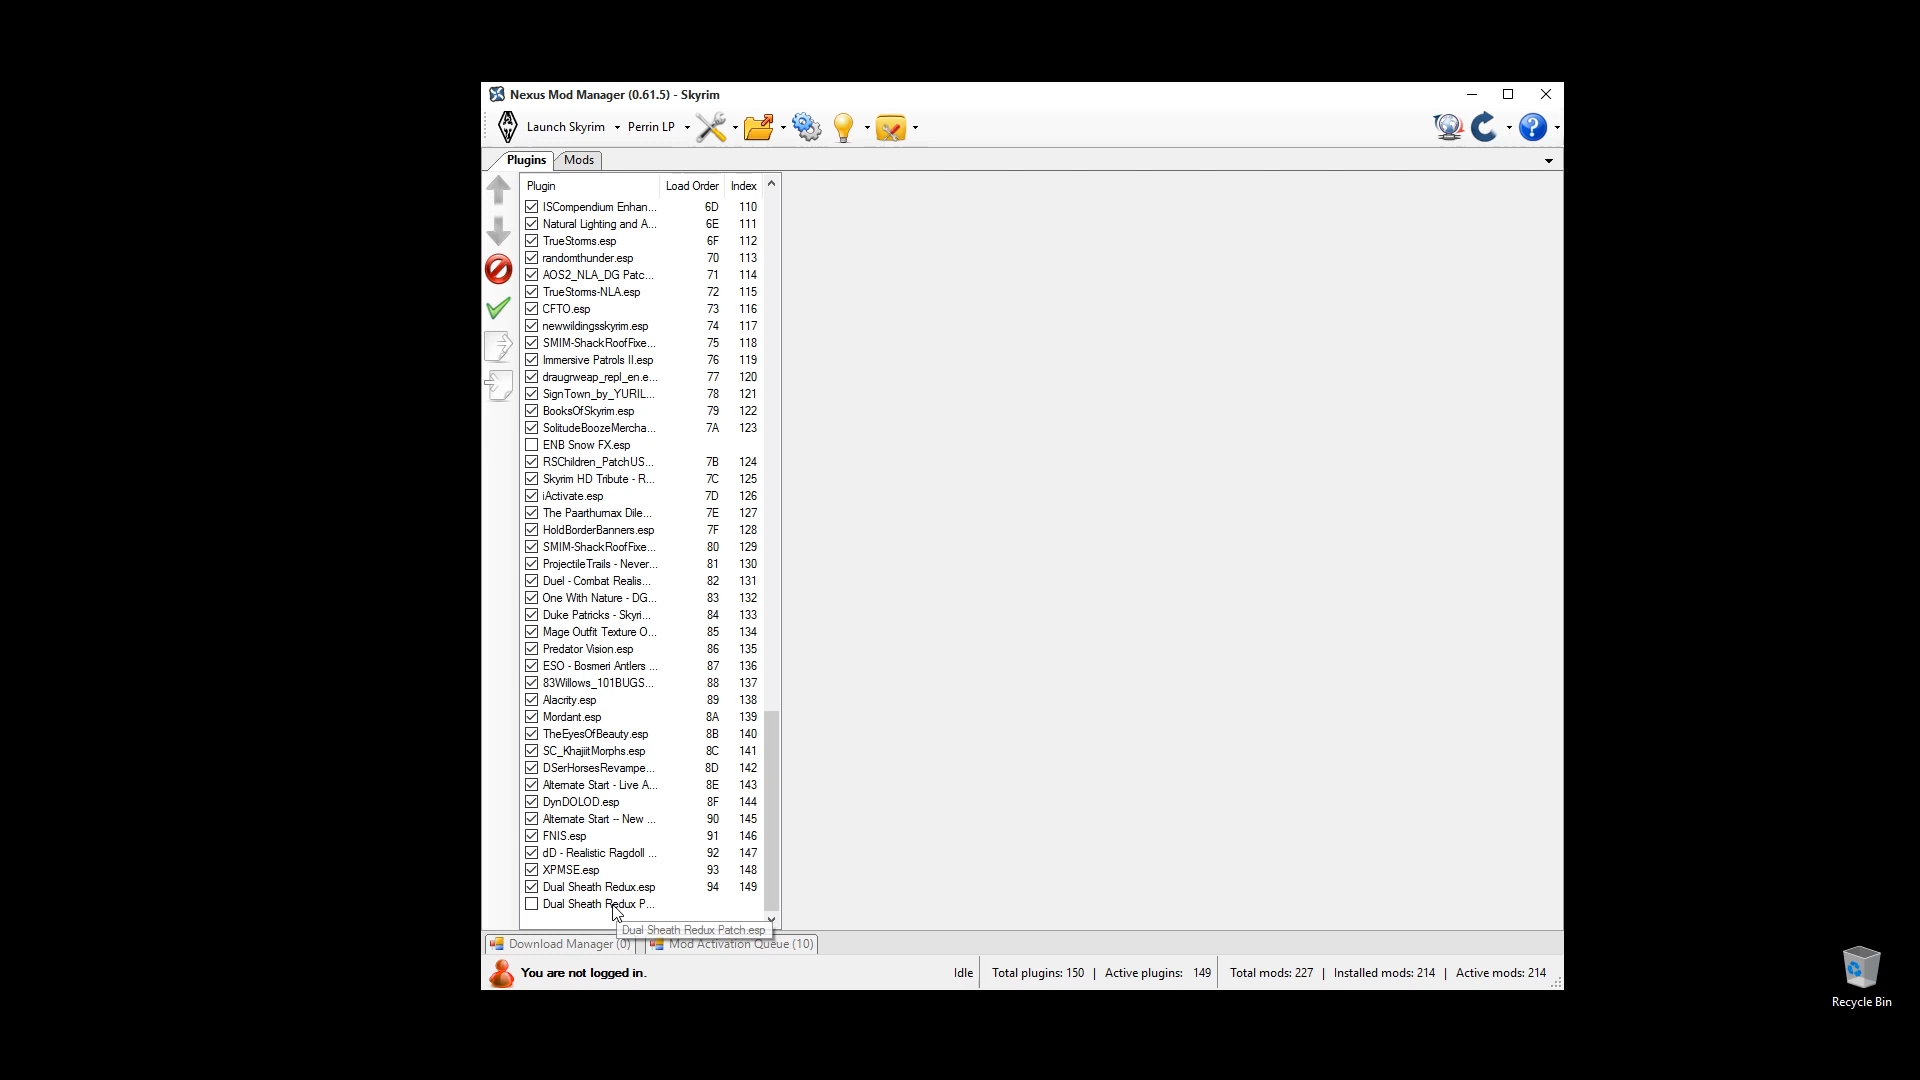 Nexus Mod Manager (0.61.5) - Skyrim
Launch Skyrim Perrin LP
Plugins Mods
Plugin Load Order Index
ISCompendium Enhan... 6D 110
Natural Lighting and A... 6E 111
TrueStorms.esp 6F 112
randomthunder.esp 70 113
AOS2_NLA_DG Patc... 71 114
TrueStorms-NLA.esp 72 115
CFTO.esp 73 116
newwildingsskyrim.esp 74 117
SMIM-ShackRoofFixe... 75 118
Immersive Patrols II.esp 76 119
draugrweap_repl_en.e... 77 120
SignTown_by_YURIL... 78 121
BooksOfSkyrim.esp 79 122
SolitudeBoozeMercha... 7A 123
ENB Snow FX.esp
RSChildren_PatchUS... 7B 124
Skyrim HD Tribute - R... 7C 125
iActivate.esp 7D 126
The Paarthurnax Dile... 7E 127
HoldBorderBanners.esp 7F 128
SMIM-ShackRoofFixe... 80 129
ProjectileTrails - Never... 81 130
Duel - Combat Realis... 82 131
One With Nature - DG... 83 132
Duke Patricks - Skyri... 84 133
Mage Outfit Texture O... 85 134
Predator Vision.esp 86 135
ESO - Bosmeri Antlers ... 87 136
83Willows_101BUGS... 88 137
Alacrity.esp 89 138
Mordant.esp 8A 139
TheEyesOfBeauty.esp 8B 140
SC_KhajiitMorphs.esp 8C 141
DSerHorsesRevampe... 8D 142
Alternate Start - Live A... 8E 143
DynDOLOD.esp 8F 144
Alternate Start -- New ... 90 145
FNIS.esp 91 146
dD - Realistic Ragdoll ... 92 147
XPMSE.esp 93 148
Dual Sheath Redux.esp 94 149
Dual Sheath Redux P...
Dual Sheath Redux Patch.esp
Download Manager (0) Mod Activation Queue (10)
You are not logged in. Idle Total plugins: 150 | Active plugins: 149 Total mods: 227 | Installed mods: 214 | Active mods: 214
Recycle Bin